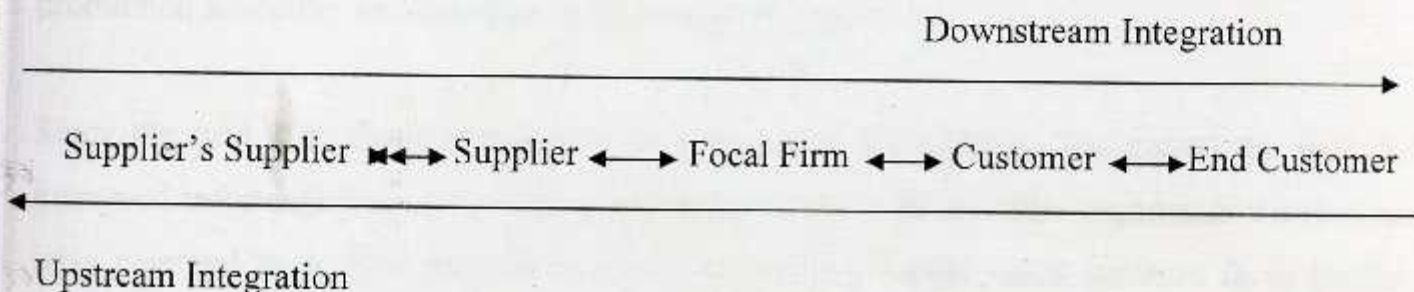 Downstream Integration
Supplier's Supplier Supplier Focal Firm Customer End Customer
Upstream Integration